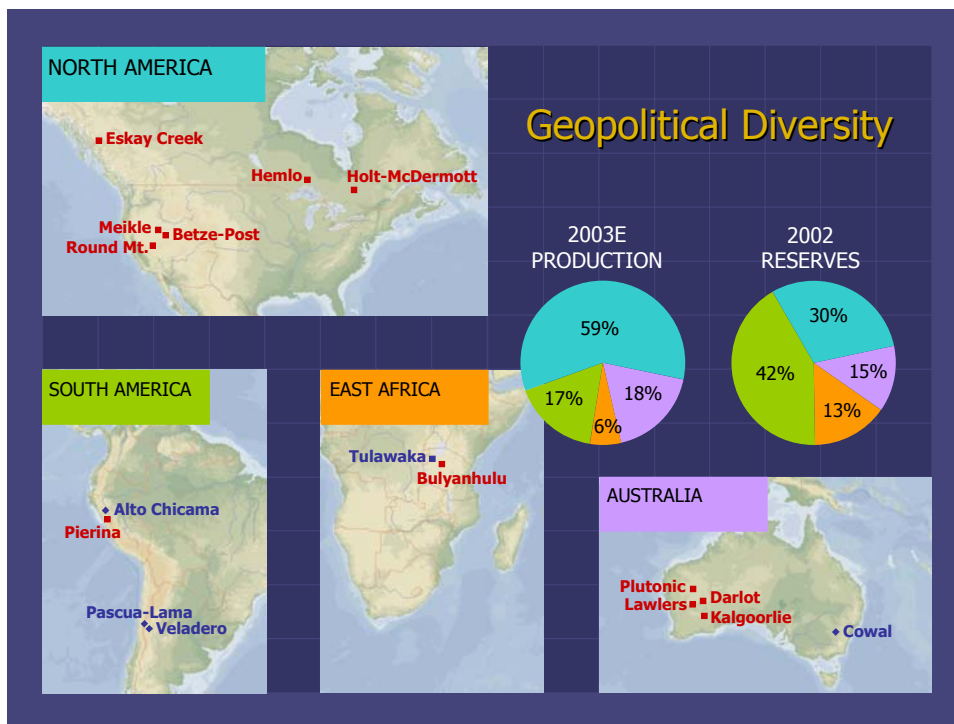 NORTH AMERICA
Eskay Creek
Hemlo
Holt-McDermott
Meikle
Betze-Post
Round Mt.
Geopolitical Diversity
2003E
PRODUCTION
59%
17%
18%
6%
2002
RESERVES
30%
42%
15%
13%
SOUTH AMERICA
Alto Chicama
Pierina
Pascua-Lama
Veladero
EAST AFRICA
Tulawaka
Bulyanhulu
AUSTRALIA
Plutonic
Darlot
Lawlers
Kalgoorlie
Cowal